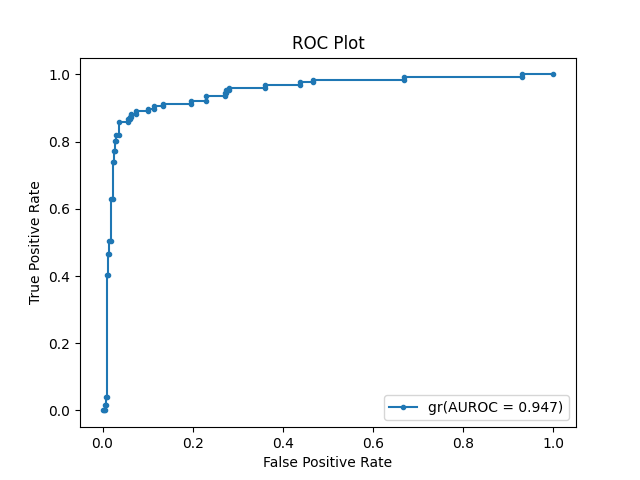 ROC Plot
True Positive Rate
1.0
0.8
0.6
0.4
0.2
0.0
gr(AUROC = 0.947)
0.0 0.2 0.4 0.6 0.8 1.0
False Positive Rate